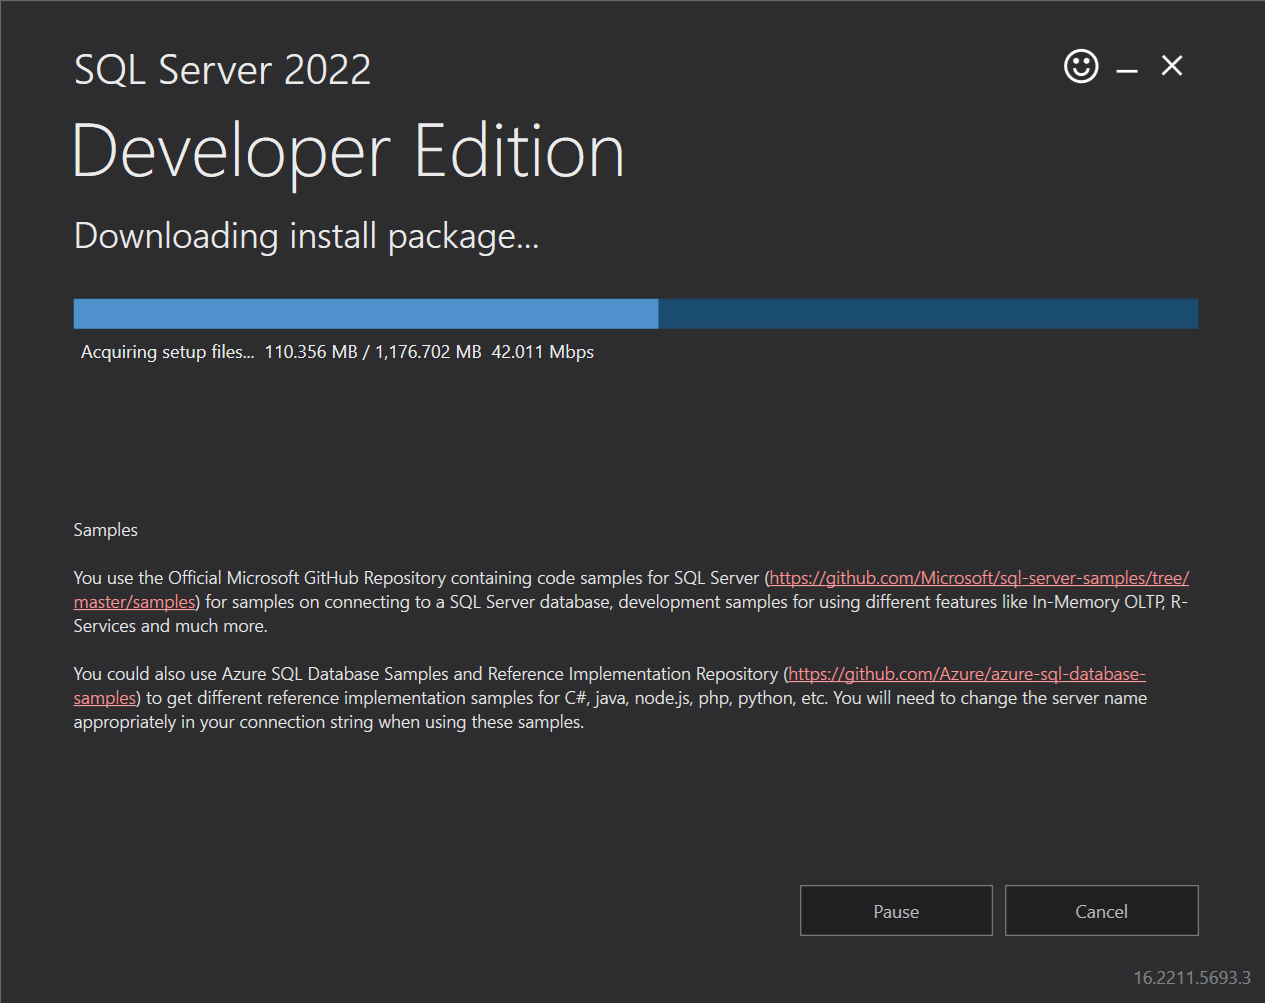 SQL Server 2022
Developer Edition
Downloading install package...
Acquiring setup files... 110.356 MB / 1,176.702 MB 42.011 Mbps
Samples
You use the Official Microsoft GitHub Repository containing code samples for SQL Server (https://github.com/Microsoft/sql-server-samples/tree/
master/samples) for samples on connecting to a SQL Server database, development samples for using different features like In-Memory OLTP, R-
Services and much more.
You could also use Azure SQL Database Samples and Reference Implementation Repository (https://github.com/Azure/azure-sql-database-
samples) to get different reference implementation samples for C#, java, node.js, php, python, etc. You will need to change the server name
appropriately in your connection string when using these samples.
Pause
Cancel
16.2211.5693.3